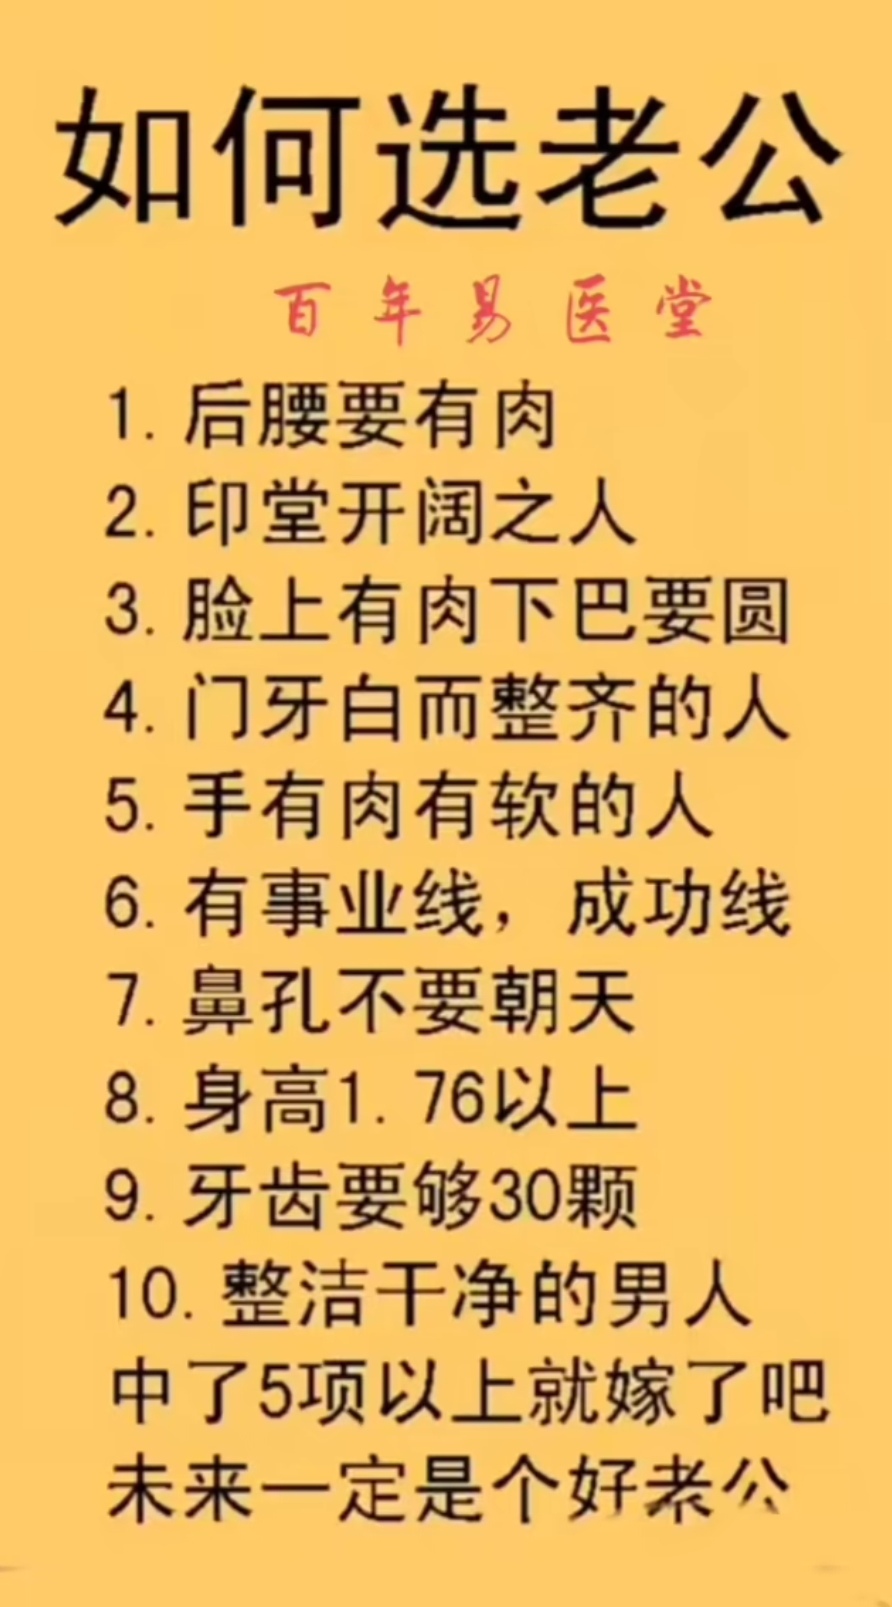 如何选老公
百年易医堂
1. 后腰要有肉
2. 印堂开阔之人
3. 脸上有肉下巴要圆
4. 门牙白而整齐的人
5. 手有肉有软的人
6. 有事业线，成功线
7. 鼻孔不要朝天
8. 身高1. 76以上
9. 牙齿要够30颗
10. 整洁干净的男人
中了5项以上就嫁了吧
未来一定是个好老公